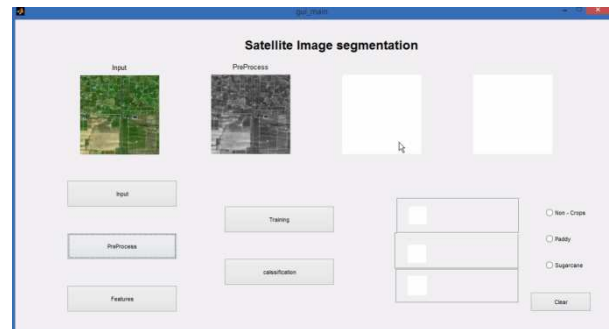 gui_main
Satellite Image segmentation
Input
PreProcess
Input
PreProcess
Features
Training
calssification
Non - Crops
Paddy
Sugarcane
Clear